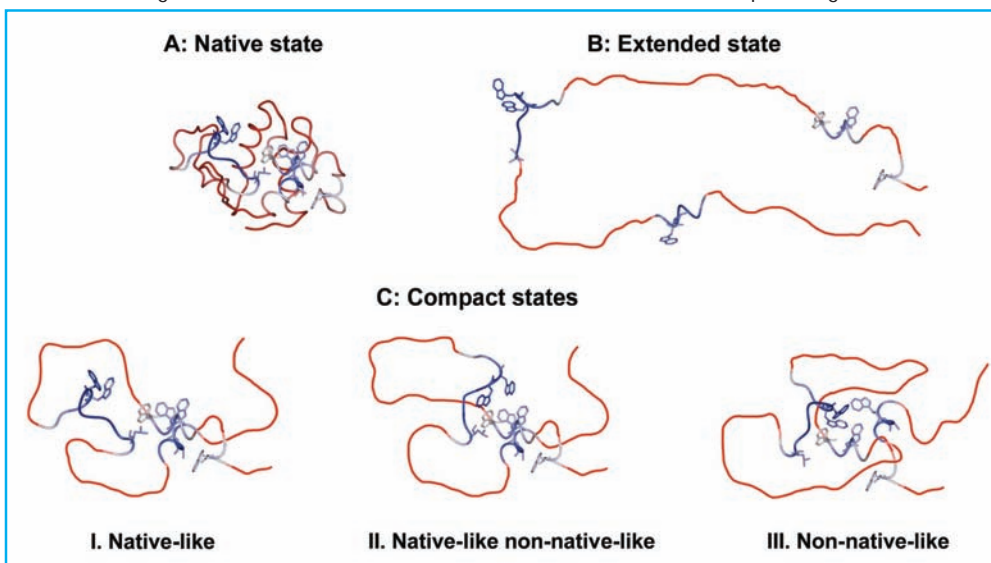 A: Native state
B: Extended state
C: Compact states
I. Native-like
II. Native-like non-native-like
III. Non-native-like